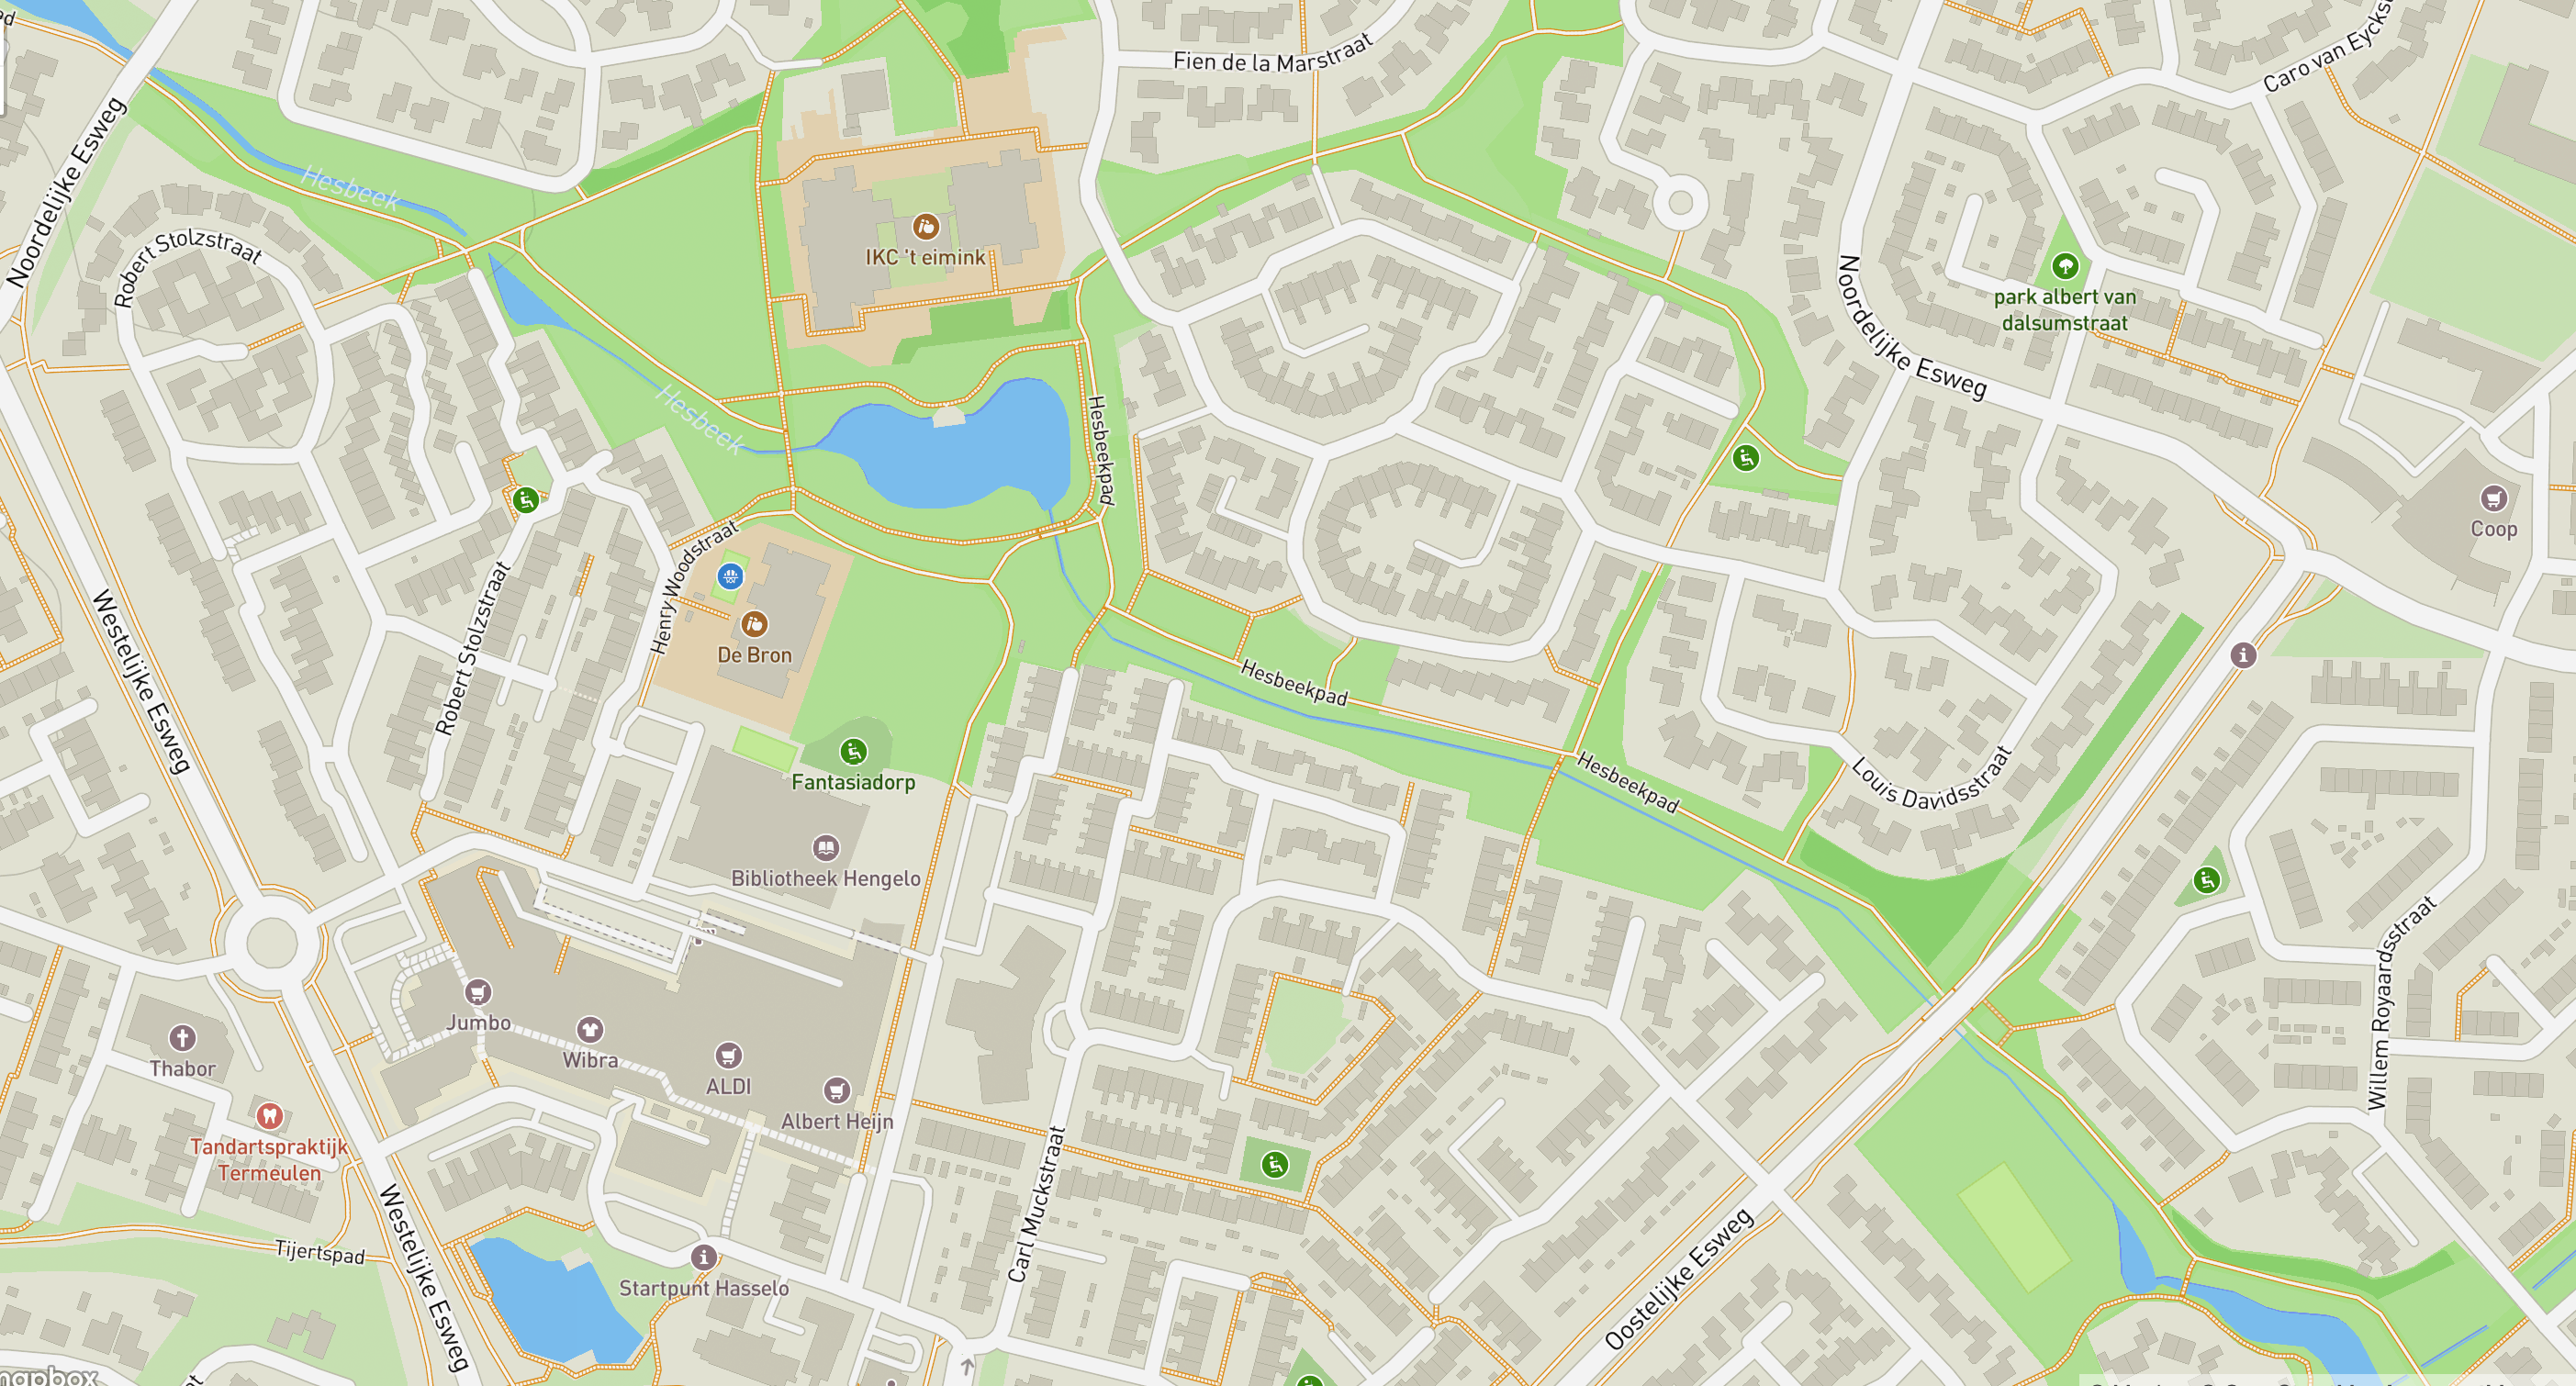 Fien de la Marstraat
Caro van Eycks
Noordelijke Esweg
Hesbeek
Robert Stolzstraat
IKC 't eimink
Noordelijke Esweg
park albert van
dalsumstraat
Hesbeek
Hesbeekpad
Coop
Henry Woodstraat
De Bron
Westelijke Esweg
Robert Stolzstraat
Hesbeekpad
Fantasiadorp
Hesbeekpad
Louis Davidsstraat
Bibliotheek Hengelo
Willem Royaardsstraat
Jumbo
Wibra
ALDI
Albert Heijn
Thabor
Tandartspraktijk
Termeulen
Carl Muckstraat
Westelijke Esweg
Tijertspad
Startpunt Hasselo
Oostelijke Esweg
mapbox